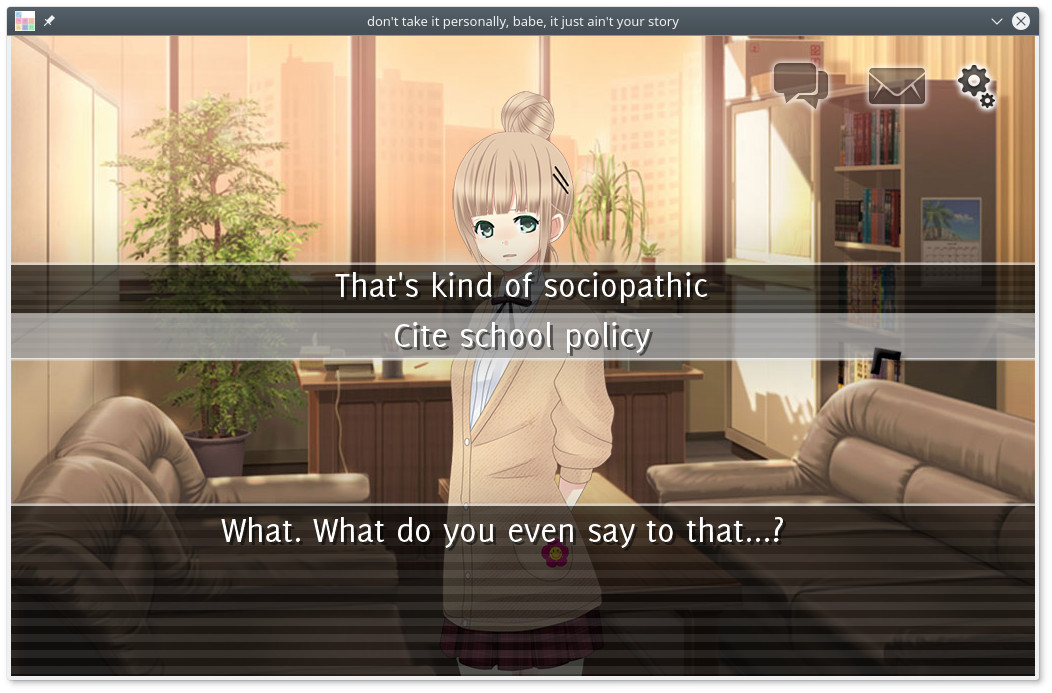 don't take it personally, babe, it just ain't your story
That's kind of sociopathic
Cite school policy
What. What do you even say to that...?